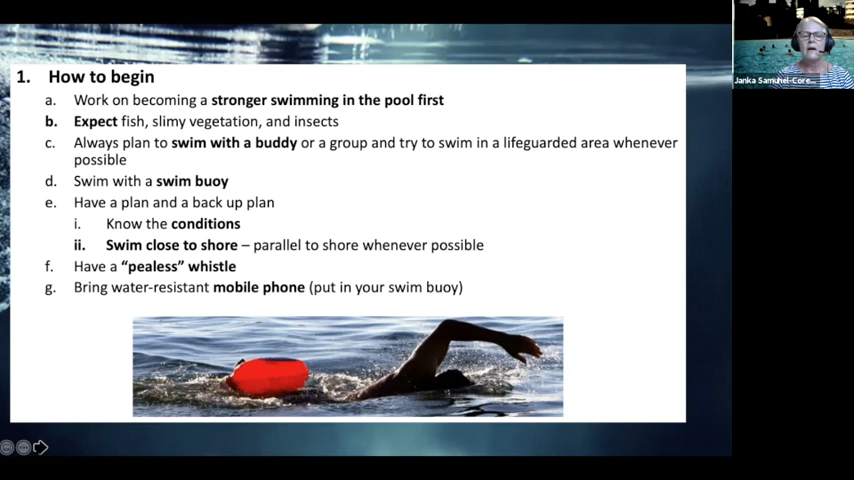 1. How to begin
a. Work on becoming a stronger swimming in the pool first
b. Expect fish, slimy vegetation, and insects
c. Always plan to swim with a buddy or a group and try to swim in a lifeguarded area whenever
possible
d. Swim with a swim buoy
e. Have a plan and a back up plan
i. Know the conditions
ii. Swim close to shore – parallel to shore whenever possible
f. Have a “pealess” whistle
g. Bring water-resistant mobile phone (put in your swim buoy)
Janka Samuhel-Core...